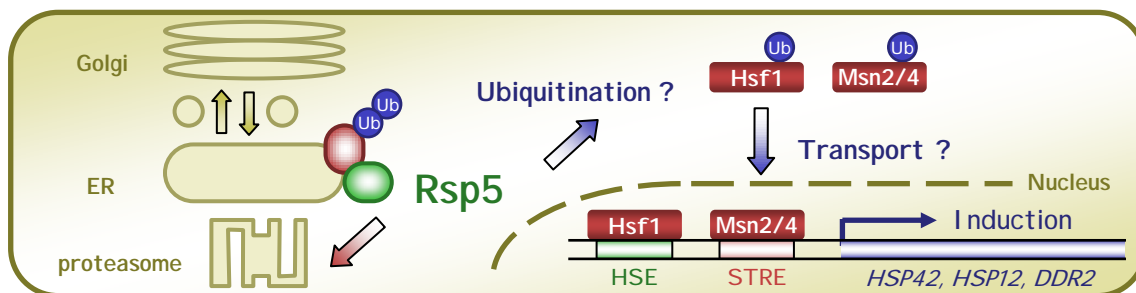 Golgi
Ub
Ub
ER
Rsp5
proteasome
Ubiquitination ?
Ub
Ub
Hsf1
Msn2/4
Transport ?
Nucleus
Hsf1
Msn2/4
Induction
HSE
STRE
HSP42, HSP12, DDR2